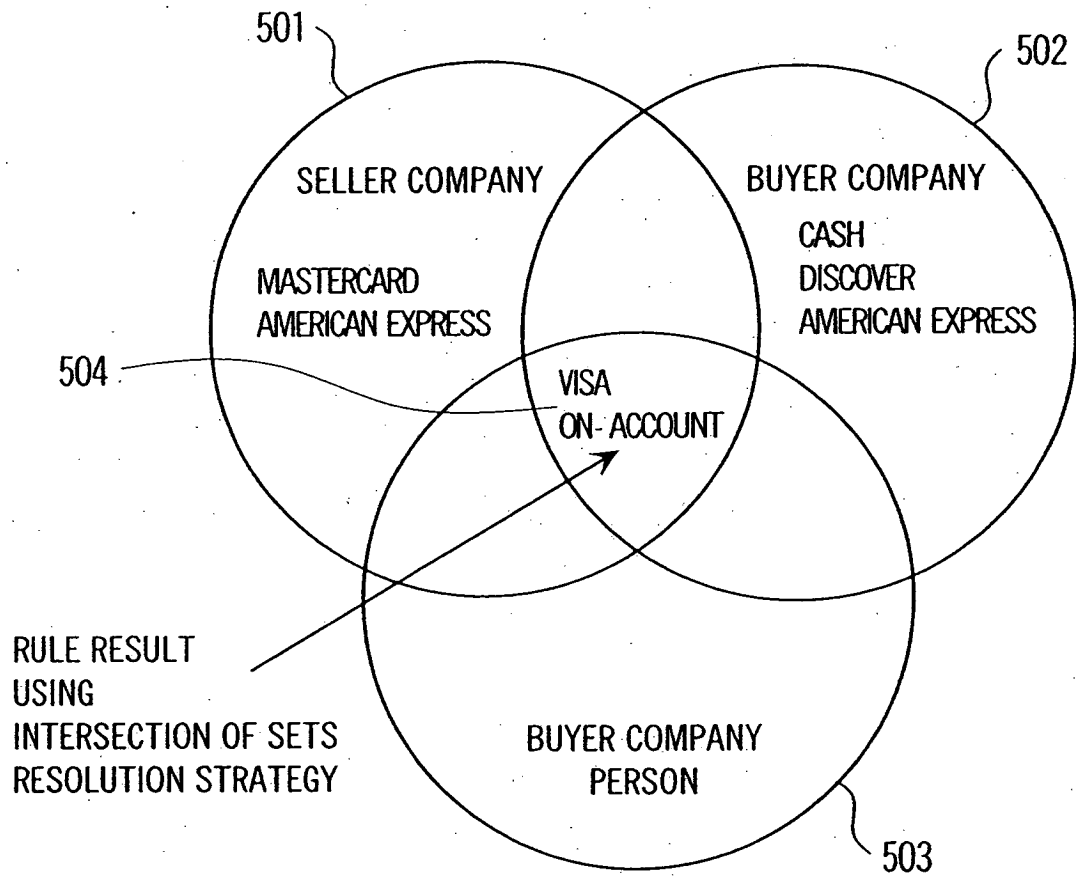 501
502
SELLER COMPANY
MASTERCARD
AMERICAN EXPRESS
BUYER COMPANY
CASH
DISCOVER
AMERICAN EXPRESS
504
VISA
ON-ACCOUNT
RULE RESULT
USING
INTERSECTION OF SETS
RESOLUTION STRATEGY
BUYER COMPANY
PERSON
503